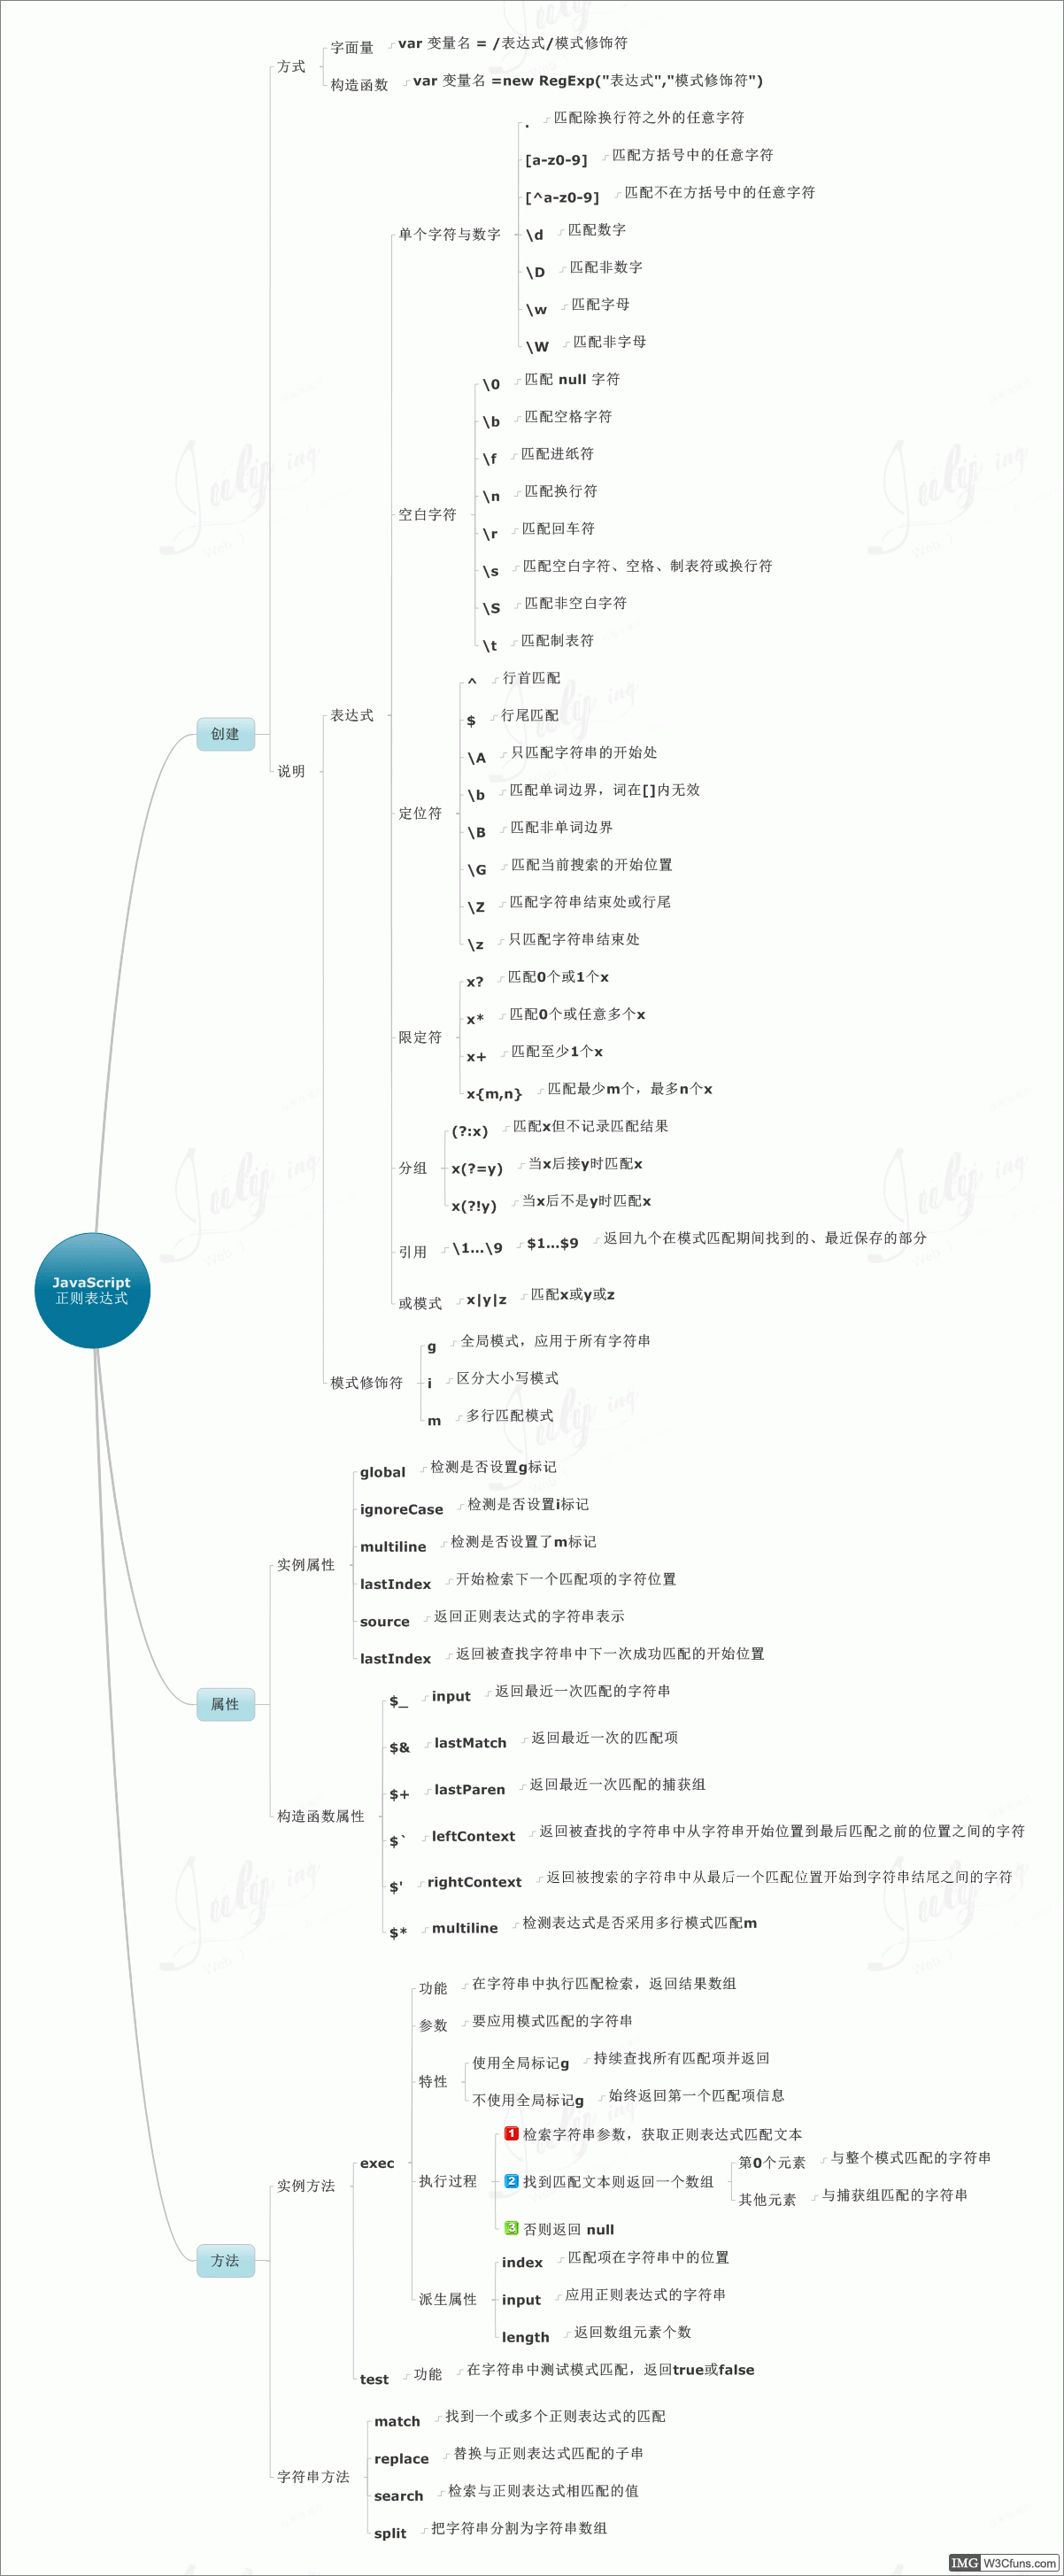 方式
字面量
var 变量名 = /表达式/模式修饰符
构造函数
var 变量名 =new RegExp("表达式","模式修饰符")
. 匹配除换行符之外的任意字符
[a-z0-9] 匹配方括号中的任意字符
[^a-z0-9] 匹配不在方括号中的任意字符
单个字符与数字
\d 匹配数字
\D 匹配非数字
\w 匹配字母
\W 匹配非字母
\0 匹配 null 字符
\b 匹配空格字符
\f 匹配进纸符
\n 匹配换行符
空白字符
\r 匹配回车符
\s 匹配空白字符、空格、制表符或换行符
\S 匹配非空白字符
\t 匹配制表符
^ 行首匹配
表达式
$ 行尾匹配
创建
\A 只匹配字符串的开始处
说明
\b 匹配单词边界，词在[]内无效
定位符
\B 匹配非单词边界
\G 匹配当前搜索的开始位置
\Z 匹配字符串结束处或行尾
\z 只匹配字符串结束处
x? 匹配0个或1个x
x* 匹配0个或任意多个x
限定符
x+ 匹配至少1个x
x{m,n} 匹配最少m个，最多n个x
(?:x) 匹配x但不记录匹配结果
分组
x(?=y) 当x后接y时匹配x
x(?!y) 当x后不是y时匹配x
引用 \1...\9 $1...$9 返回九个在模式匹配期间找到的、最近保存的部分
JavaScript
正则表达式
或模式 x|y|z 匹配x或y或z
g 全局模式，应用于所有字符串
模式修饰符
i 区分大小写模式
m 多行匹配模式
global 检测是否设置g标记
ignoreCase 检测是否设置i标记
multiline 检测是否设置了m标记
实例属性
lastIndex 开始检索下一个匹配项的字符位置
source 返回正则表达式的字符串表示
lastIndex 返回被查找字符串中下一次成功匹配的开始位置
属性
$_ input 返回最近一次匹配的字符串
$& lastMatch 返回最近一次的匹配项
$+ lastParen 返回最近一次匹配的捕获组
构造函数属性
$` leftContext 返回被查找的字符串中从字符串开始位置到最后匹配之前的位置之间的字符
$' rightContext 返回被搜索的字符串中从最后一个匹配位置开始到字符串结尾之间的字符
$* multiline 检测表达式是否采用多行模式匹配m
功能 在字符串中执行匹配检索，返回结果数组
参数 要应用模式匹配的字符串
特性
使用全局标记g 持续查找所有匹配项并返回
不使用全局标记g 始终返回第一个匹配项信息
1 检索字符串参数，获取正则表达式匹配文本
exec
实例方法
执行过程
2 找到匹配文本则返回一个数组
第0个元素 与整个模式匹配的字符串
其他元素 与捕获组匹配的字符串
3 否则返回 null
方法
index 匹配项在字符串中的位置
派生属性
input 应用正则表达式的字符串
length 返回数组元素个数
test 功能 在字符串中测试模式匹配，返回true或false
match 找到一个或多个正则表达式的匹配
replace 替换与正则表达式匹配的子串
字符串方法
search 检索与正则表达式相匹配的值
split 把字符串分割为字符串数组
IMG W3Cfuns.com